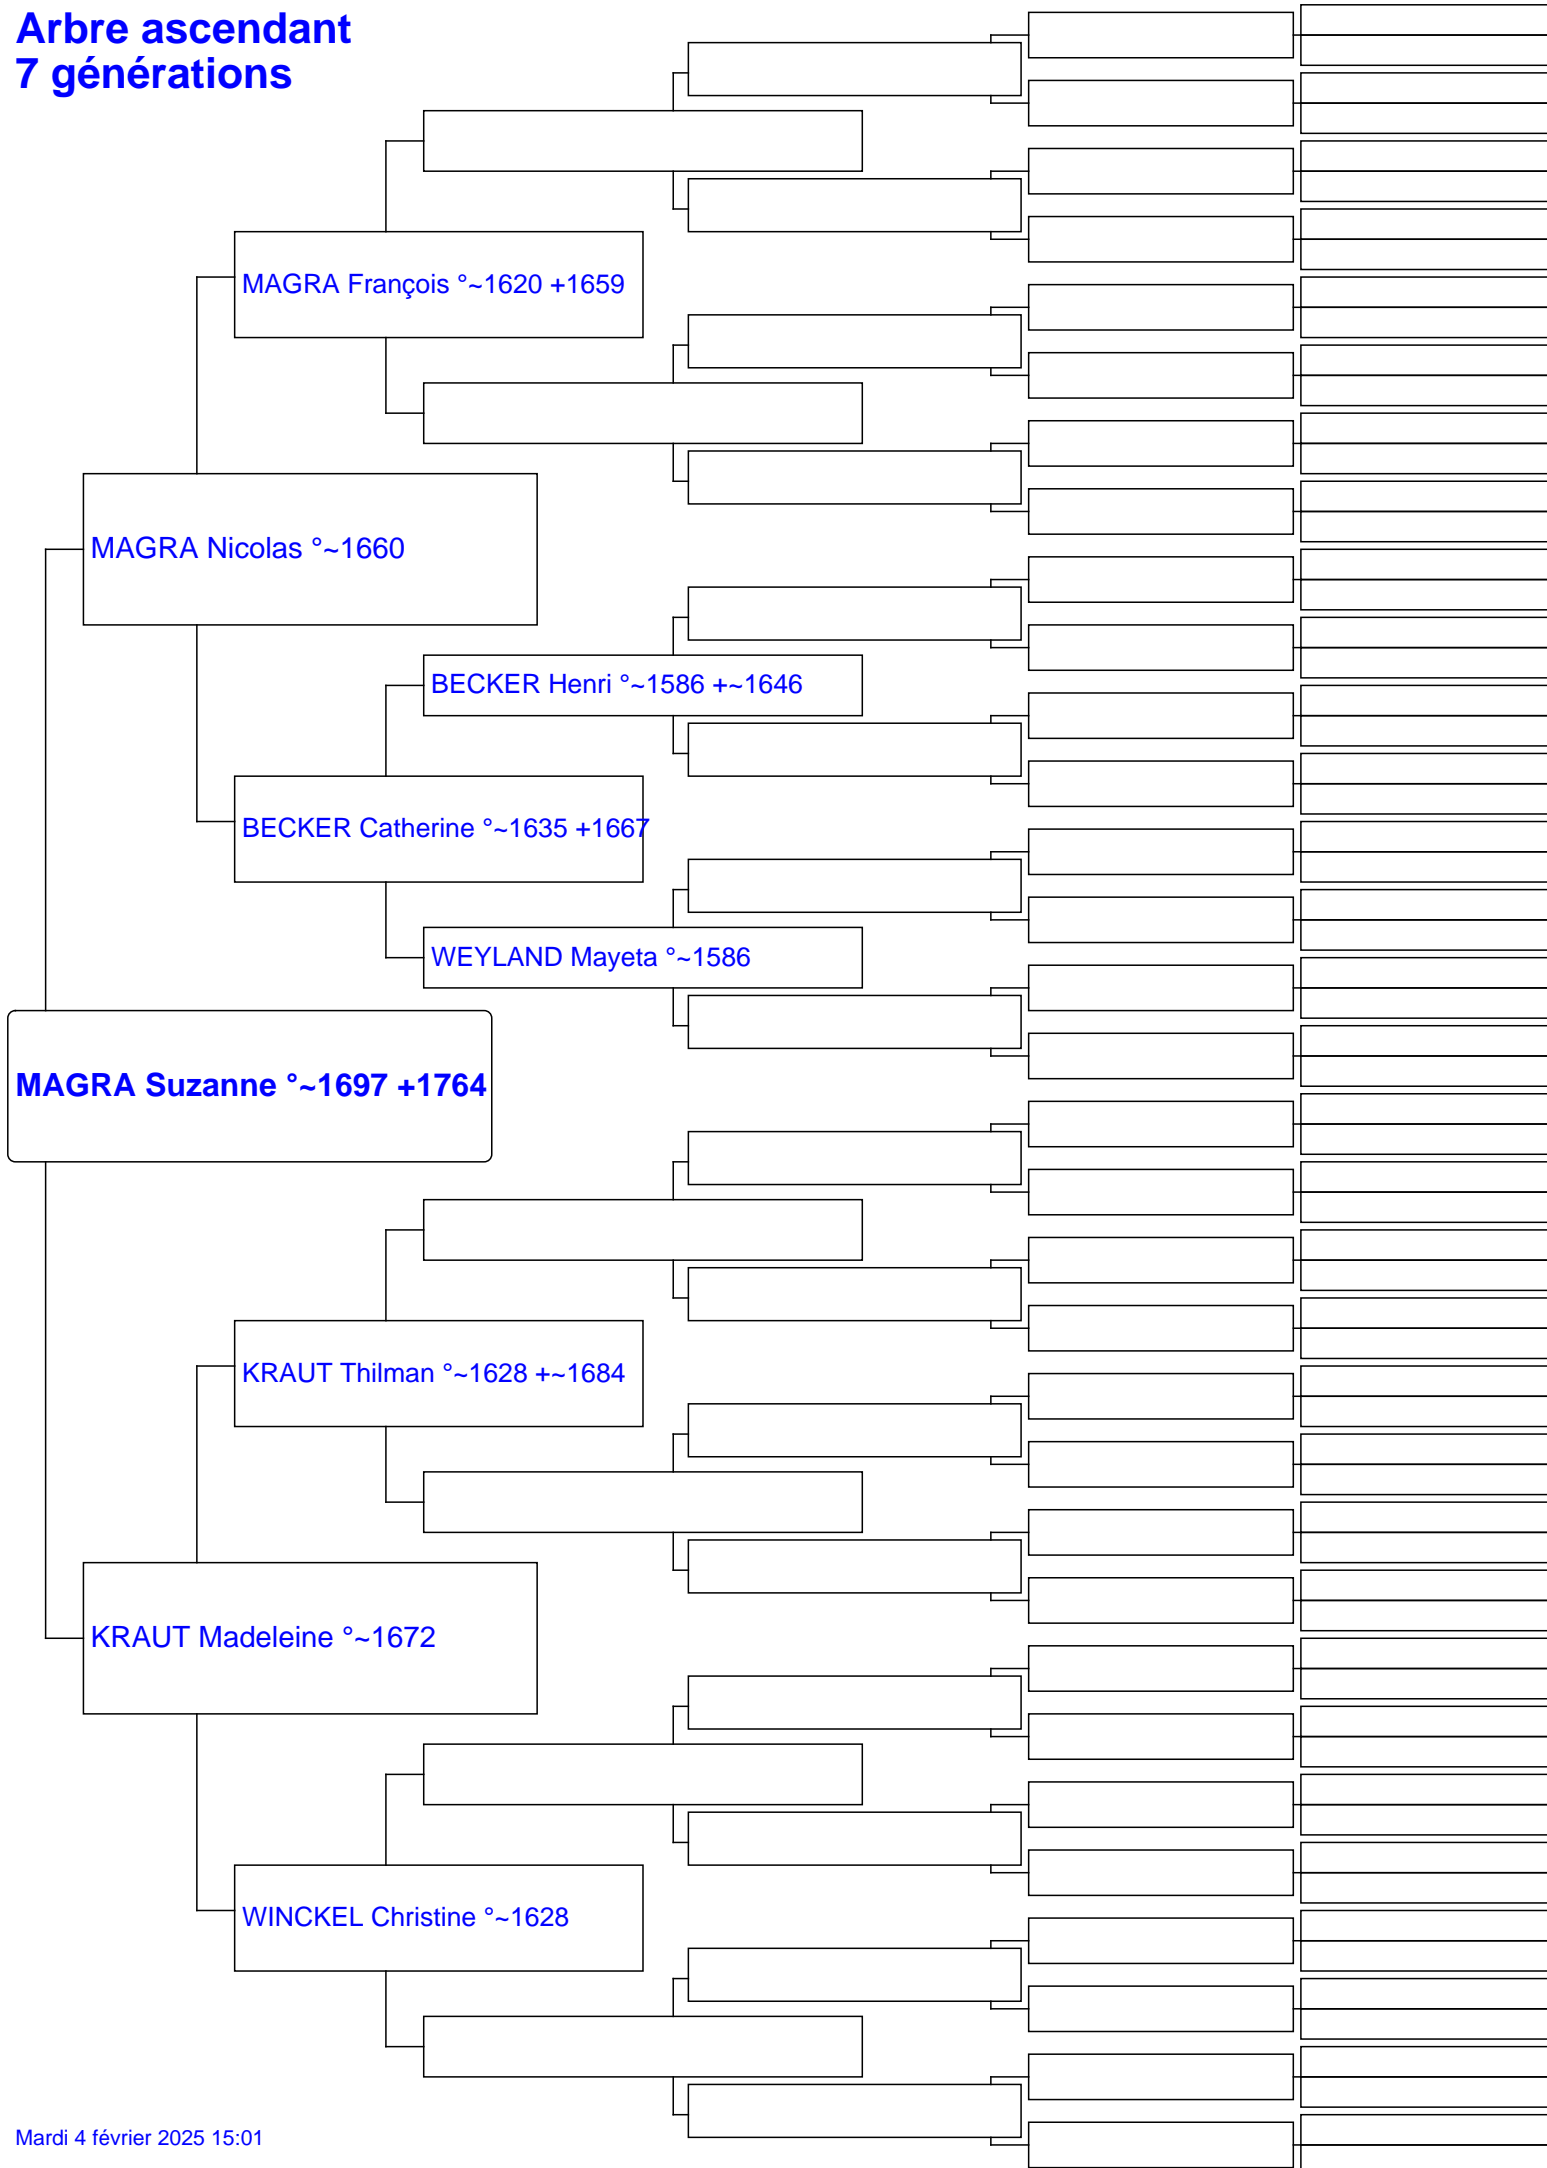 Arbre ascendant
7 générations
MAGRA François °~1620 +1659
MAGRA Nicolas °~1660
BECKER Henri °~1586 +~1646
BECKER Catherine °~1635 +1667
WEYLAND Mayeta °~1586
MAGRA Suzanne °~1697 +1764
KRAUT Thilman °~1628 +~1684
KRAUT Madeleine °~1672
WINCKEL Christine °~1628
Mardi 4 février 2025 15:01